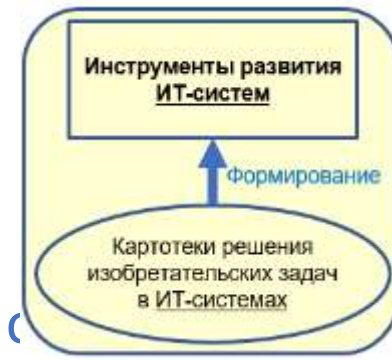 Инструменты развития
ИТ-систем
Формирование
Картотеки решения
изобретательских задач
в ИТ-системах